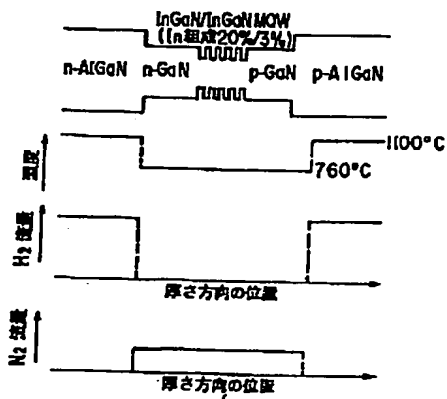 InGaN/InGaN MQW
(In組成20%/3%)
n-AlGaN n-GaN p-GaN p-AlGaN
1100°C
温度
760°C
H2 流量
厚さ方向の位置
N2 流量
厚さ方向の位置